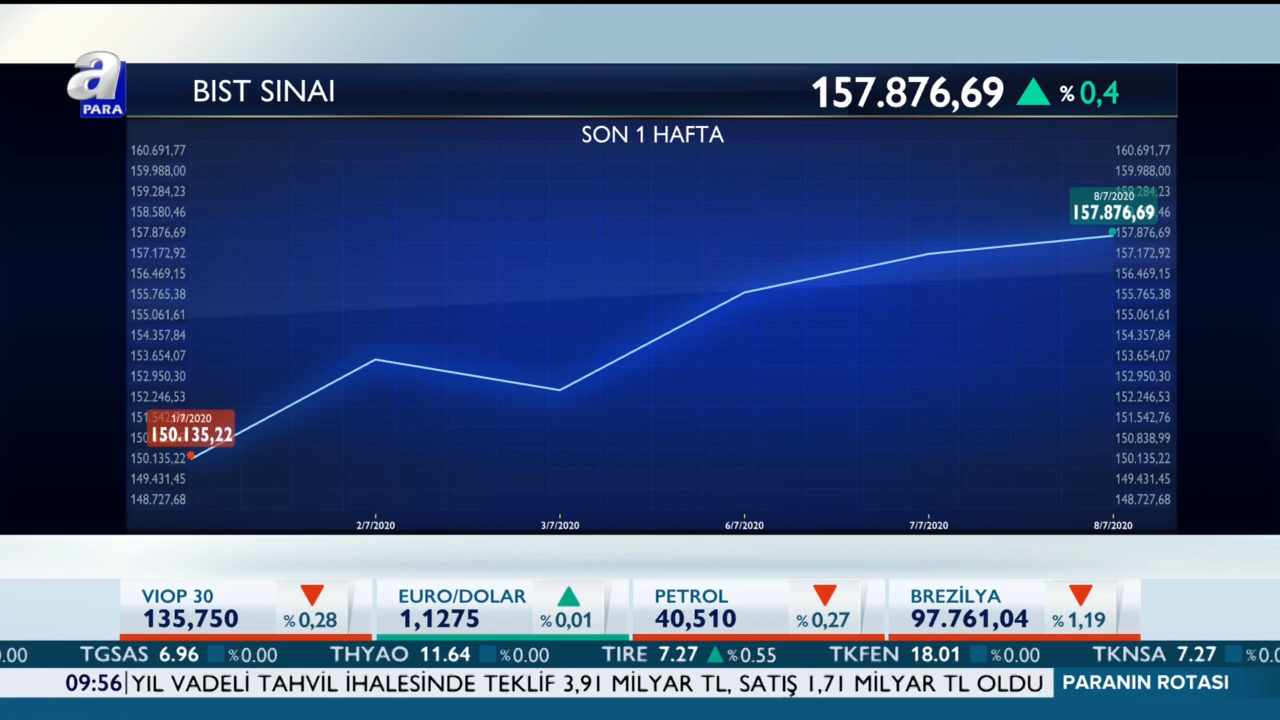 a
PARA
BIST SINAI
157.876,69 % 0,4
SON 1 HAFTA
160.691,77 160.691,77
159.988,00 159.988,00
159.284,23
158.580,46
8/7/2020
157.876,69
157.876,69 157.876,69
157.172,92 157.172,92
156.469,15 156.469,15
155.765,38 155.765,38
155.061,61 155.061,61
154.357,84 154.357,84
153.654,07 153.654,07
152.950,30 152.950,30
152.246,53 152.246,53
151.542,76
1/7/2020
150.135,22
150.838,99
150.135,22 150.135,22
149.431,45 149.431,45
148.727,68 148.727,68
2/7/2020 3/7/2020 6/7/2020 7/7/2020 8/7/2020
VIOP 30 EURO/DOLAR PETROL BREZİLYA
135,750 %0,28 1,1275 %0,01 40,510 %0,27 97.761,04 %1,19
0.00 TGSAS 6.96 %0.00 THYAO 11.64 %0.00 TIRE 7.27 %0.55 TKFEN 18.01 %0.00 TKNSA 7.27 %0.0
09:56 YIL VADELİ TAHVİL İHALESİNDE TEKLİF 3,91 MİLYAR TL, SATIŞ 1,71 MİLYAR TL OLDU PARANIN ROTASI